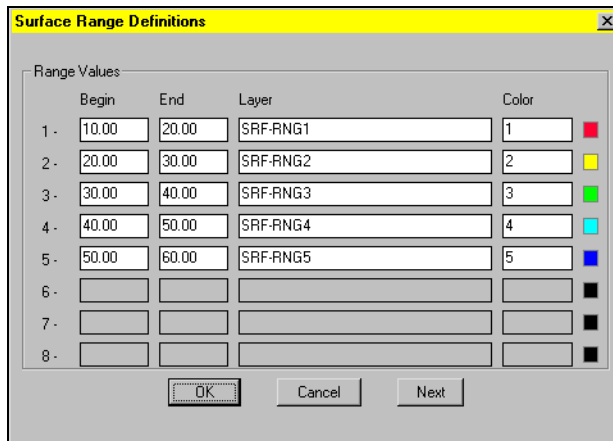 Surface Range Definitions
Range Values
Begin End Layer Color
1 - 10.00 20.00 SRF-RNG1 1
2 - 20.00 30.00 SRF-RNG2 2
3 - 30.00 40.00 SRF-RNG3 3
4 - 40.00 50.00 SRF-RNG4 4
5 - 50.00 60.00 SRF-RNG5 5
6 -
7 -
8 -
OK Cancel Next